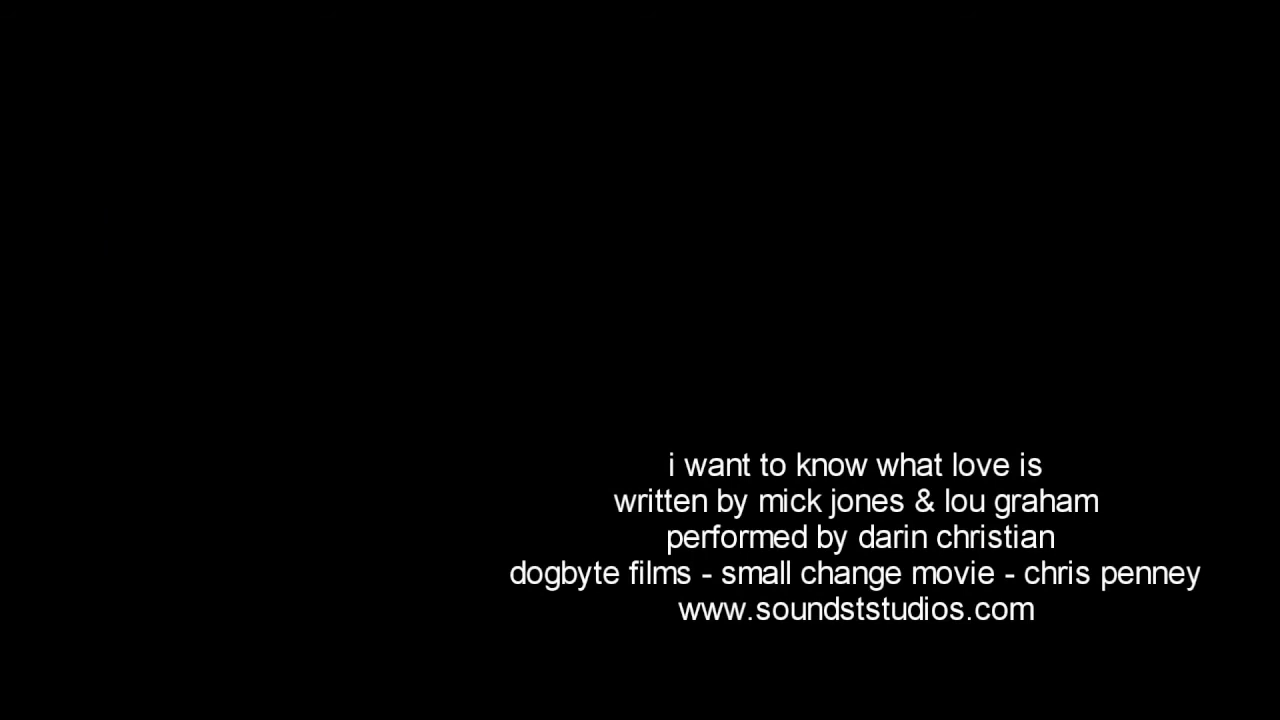 i want to know what love is
written by mick jones & lou graham
performed by darin christian
dogbyte films - small change movie - chris penney
www.soundststudios.com